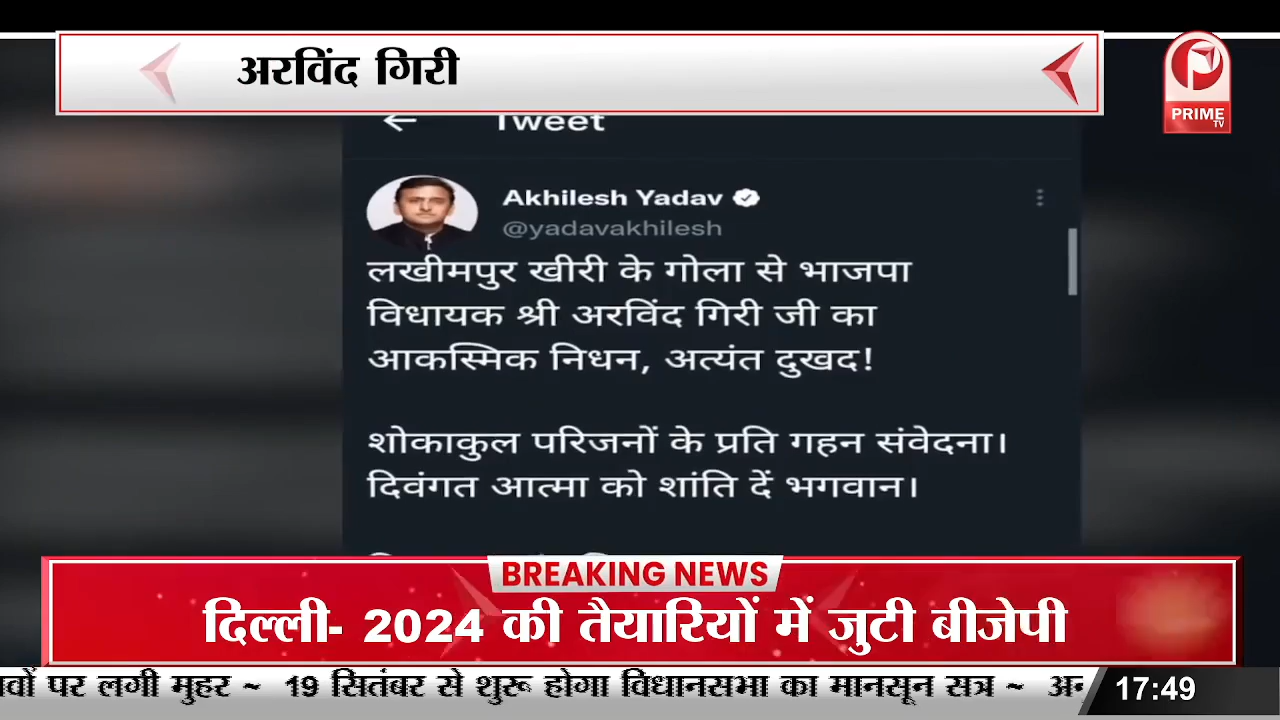 अरविंद गिरी
PRIME
TV
Tweet
Akhilesh Yadav
@yadavakhilesh
लखीमपुर खीरी के गोला से भाजपा
विधायक श्री अरविंद गिरी जी का
आकस्मिक निधन, अत्यंत दुखद!
शोकाकुल परिजनों के प्रति गहन संवेदना।
दिवंगत आत्मा को शांति दें भगवान।
BREAKING NEWS
दिल्ली- 2024 की तैयारियों में जुटी बीजेपी
पर लगी मुहर ~ 19 सितंबर से शुरू होगा विधानसभा का मानसून सत्र ~
17:49